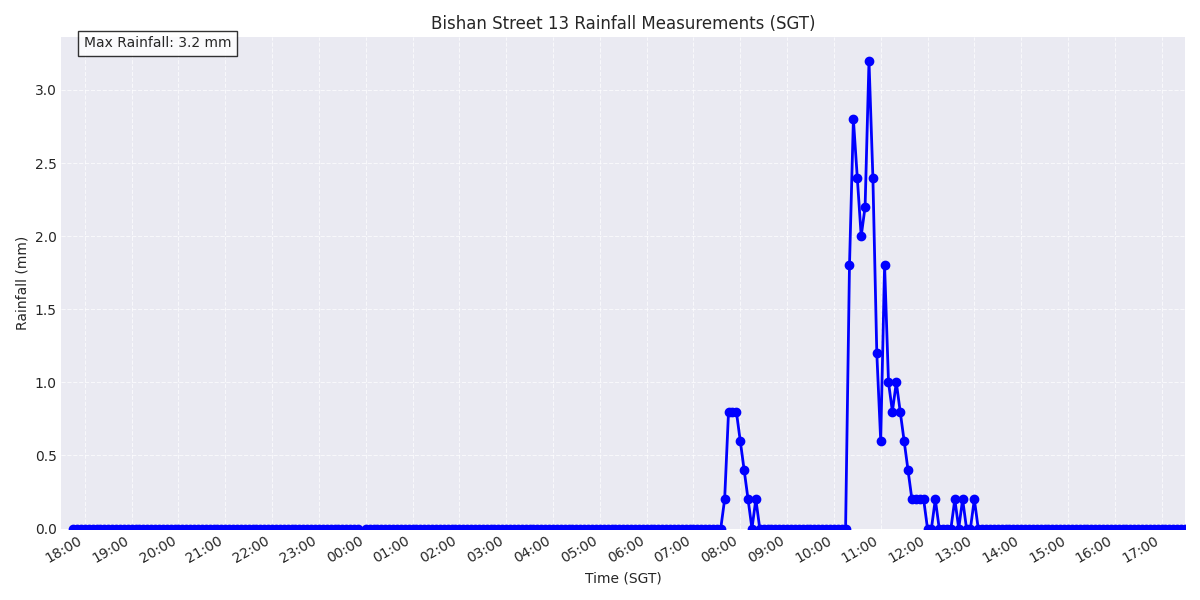 Bishan Street 13 Rainfall Measurements (SGT)
Max Rainfall: 3.2 mm
Rainfall (mm)
3.0
2.5
2.0
1.5
1.0
0.5
0.0
18:00 19:00 20:00 21:00 22:00 23:00 00:00 01:00 02:00 03:00 04:00 05:00 06:00 07:00 08:00 09:00 10:00 11:00 12:00 13:00 14:00 15:00 16:00 17:00
Time (SGT)